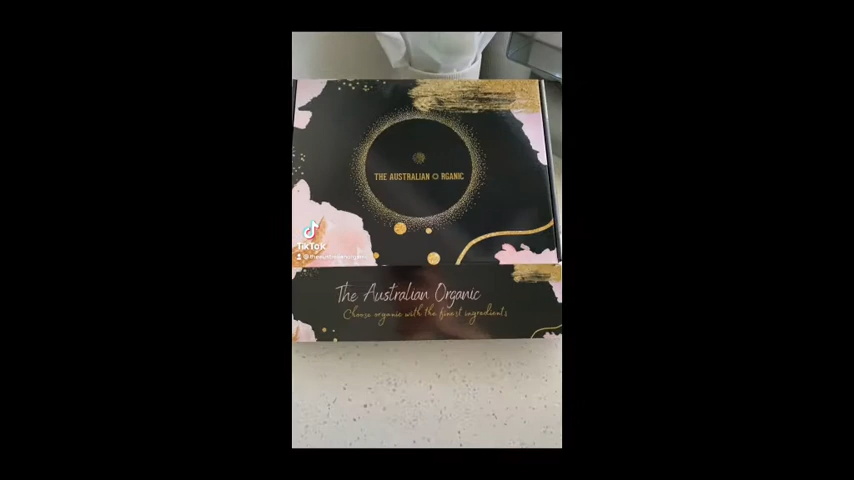 THE AUSTRALIAN ORGANIC
TikTok
The Australian Organic
Choose organic with the finest ingredients